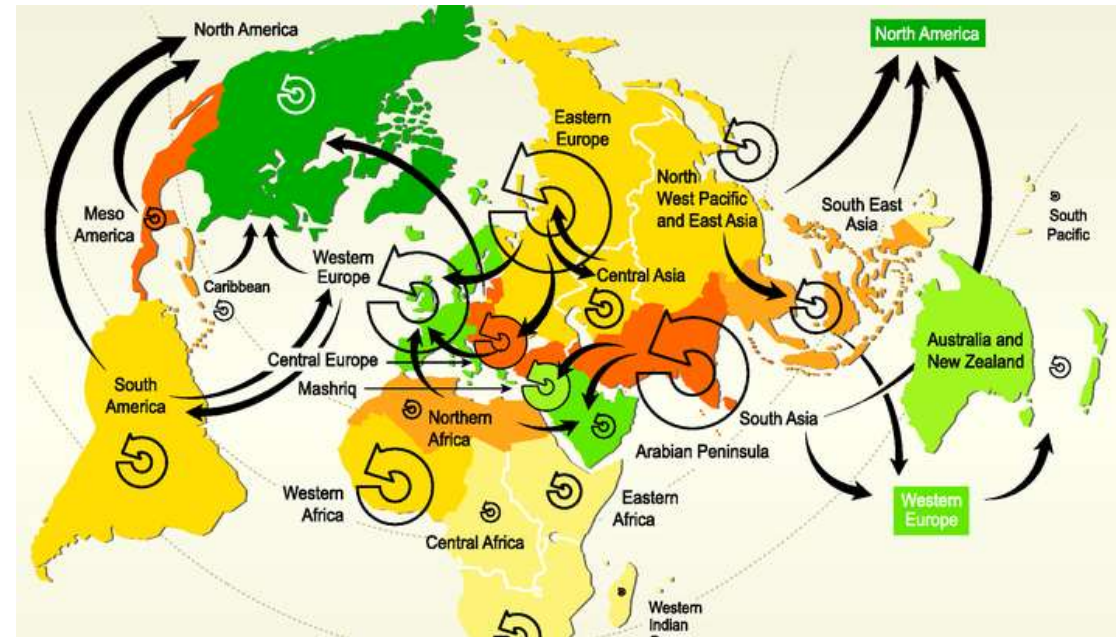 North America
North America
Eastern
Europe
North
West Pacific
and East Asia
South East
Asia
South
Pacific
Meso
America
Western
Europe
Caribbean
Central Asia
Central Europe
Mashriq
Australia and
New Zealand
South
America
Northern
Africa
South Asia
Arabian Peninsula
Western
Africa
Eastern
Africa
Central Africa
Western
Europe
Western
Indian